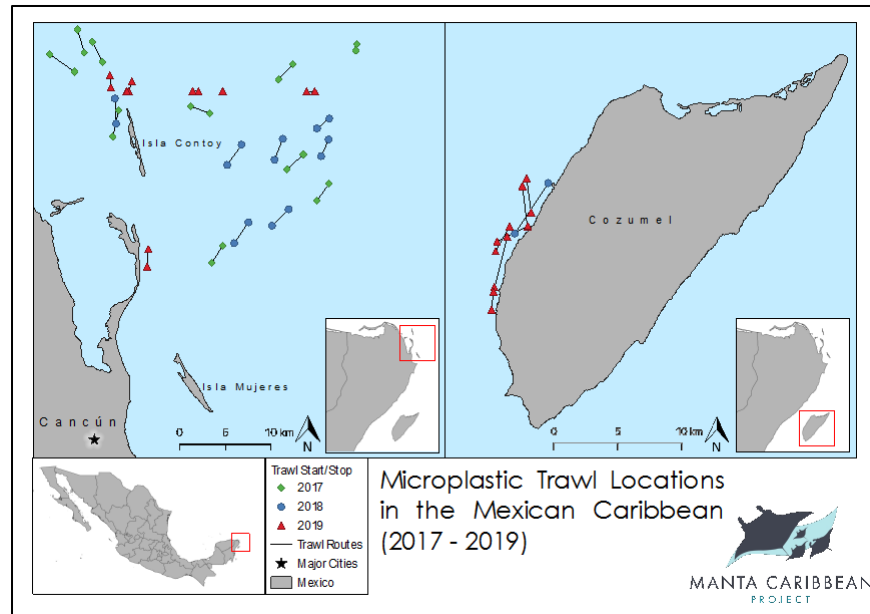 Isla Contoy
Isla Mujeres
Cancún
0 5 10 km
N
Cozumel
0 5 10 km
N
Trawl Start/Stop
2017
2018
2019
Trawl Routes
Major Cities
Mexico
Microplastic Trawl Locations
in the Mexican Caribbean
(2017 - 2019)
MANTA CARIBBEAN
PROJECT